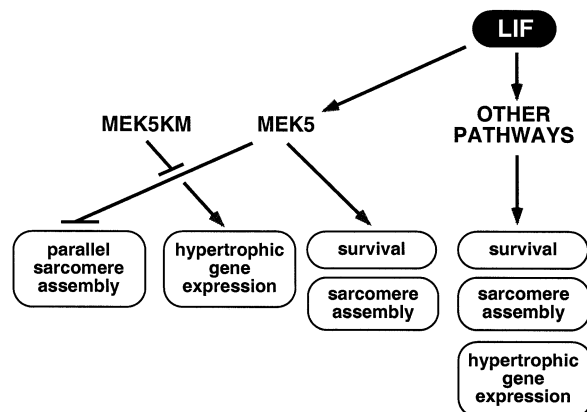 LIF
OTHER
PATHWAYS
MEK5KM
MEK5
parallel
sarcomere
assembly
hypertrophic
gene
expression
survival
sarcomere
assembly
survival
sarcomere
assembly
hypertrophic
gene
expression